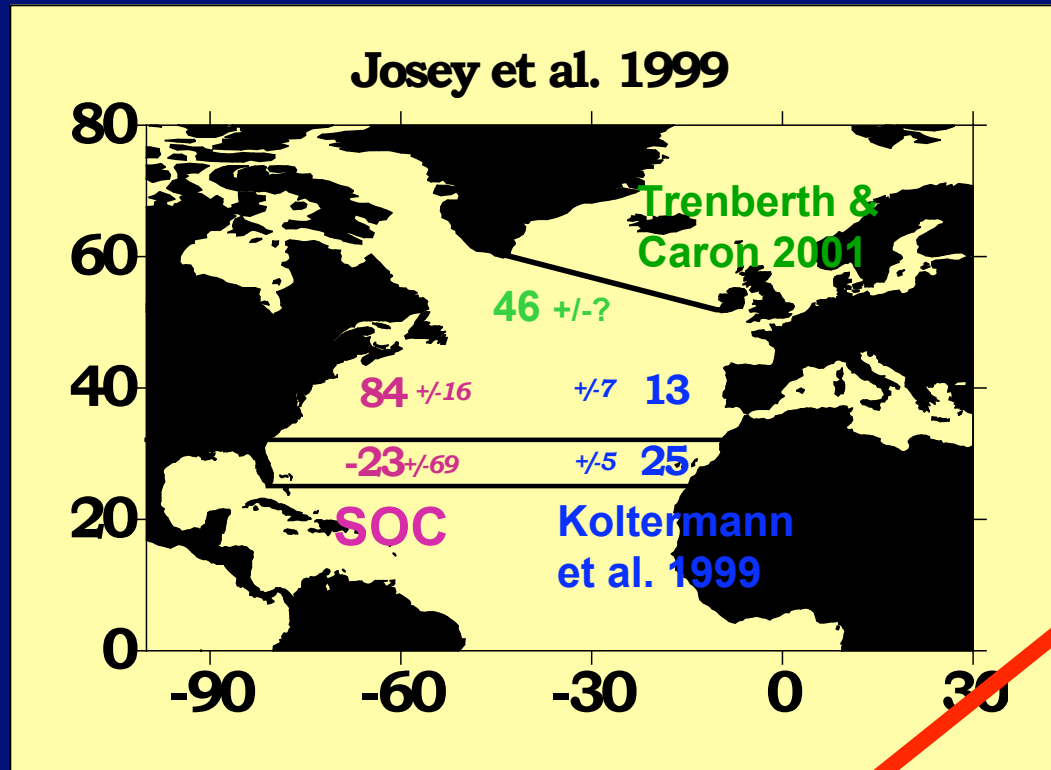 Josey et al. 1999
80
Trenberth &
Caron 2001
60
46 +/-?
40
84 +/-16
+/-7 13
-23+/-69
+/-5 25
20
SOC
Koltermann
et al. 1999
0
-90 -60 -30 0 30